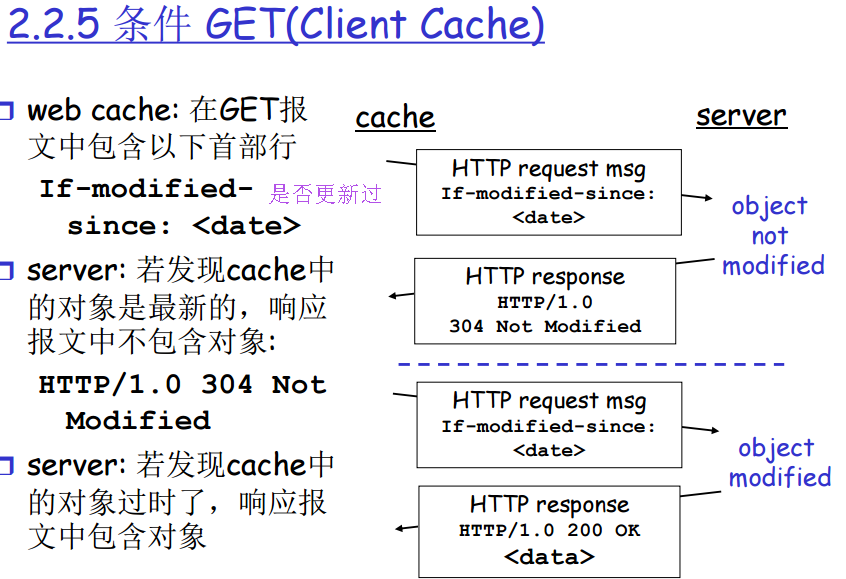 2.2.5 条件 GET(Client Cache)
web cache: 在GET报
文中包含以下首部行
If-modified- 是否更新过
since: <date>
server: 若发现cache中
的对象是最新的，响应
报文中不包含对象:
HTTP/1.0 304 Not
Modified
server: 若发现cache中
的对象过时了，响应报
文中包含对象
cache
server
HTTP request msg
If-modified-since:
<date>
object
not
modified
HTTP response
HTTP/1.0
304 Not Modified
HTTP request msg
If-modified-since:
<date>
object
modified
HTTP response
HTTP/1.0 200 OK
<data>